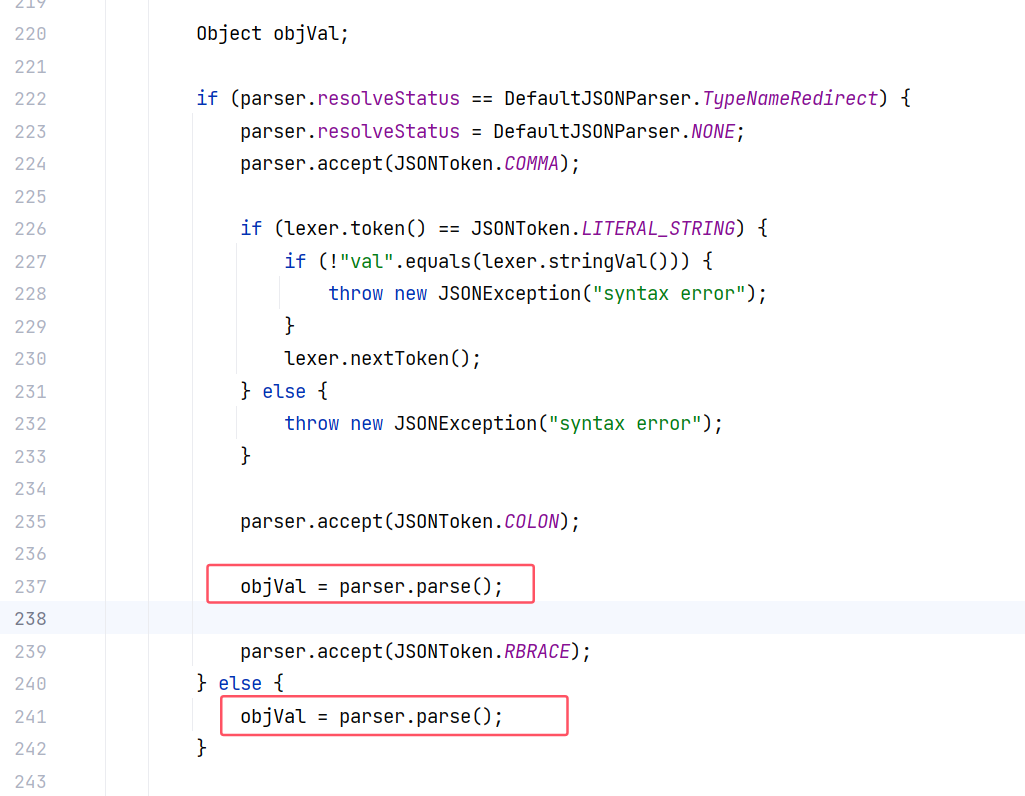 219
220 Object objVal;
221
222 if (parser.resolveStatus == DefaultJSONParser.TypeNameRedirect) {
223 parser.resolveStatus = DefaultJSONParser.NONE;
224 parser.accept(JSONToken.COMMA);
225
226 if (lexer.token() == JSONToken.LITERAL_STRING) {
227 if (!"val".equals(lexer.stringVal())) {
228 throw new JSONException("syntax error");
229 }
230 lexer.nextToken();
231 } else {
232 throw new JSONException("syntax error");
233 }
234
235 parser.accept(JSONToken.COLON);
236
237 objVal = parser.parse();
238
239 parser.accept(JSONToken.RBRACE);
240 } else {
241 objVal = parser.parse();
242 }
243